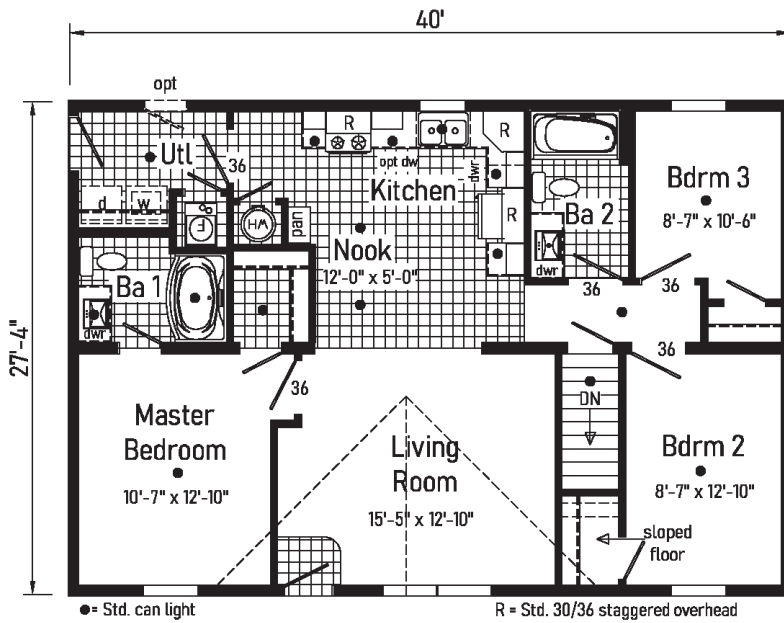 40'
opt
R
R
Utl
36
opt dw
dwr
Kitchen
Bdrm 3
8'-7" x 10'-6"
d
w
F
WH
pan
R
Ba 2
Nook
12'-0" x 5'-0"
dwr
Ba 1
dwr
36
36
27'-4"
36
36
DN
Master
Bedroom
10'-7" x 12'-10"
Living
Room
15'-5" x 12'-10"
Bdrm 2
8'-7" x 12'-10"
sloped
floor
●= Std. can light
R = Std. 30/36 staggered overhead